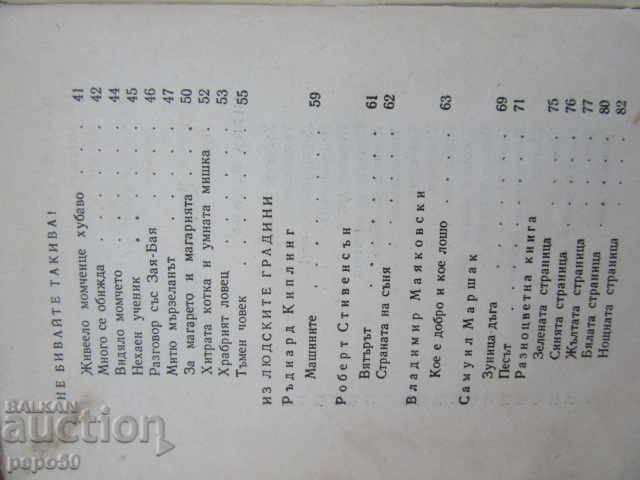 НЕ БИВАЙТЕ ТАКИВА!
Живеело момченце хубаво . . . 41
Много се обижда . . . . . 42
Видяло момчето . . . . . 44
Нехаен ученик . . . . . 45
Разговор със Зая-Бая . . . . 46
Митю мързеланът . . . . . 47
За магарето и магарията . . . 50
Хитрата котка и умната мишка . 52
Храбрият ловец . . . . . 53
Тъмен човек . . . . . . 55
ИЗ ЛЮДСКИТЕ ГРАДИНИ
Ръдиард Киплинг
Машините . . . . . . 59
Роберт Стивенсън
Вятърът . . . . . . 61
Страната на съня . . . . 62
Владимир Маяковски
Кое е добро и кое лошо . . . 63
Самуил Маршак
Зуница дъга . . . . . 69
Песът . . . . . . . 71
Разноцветна книга
Зелената страница . . . 75
Синята страница . . . . 76
Жълтата страница . . . 77
Бялата страница . . . . 80
Нощната страница . . . 82
BALKAN
auction
papo50